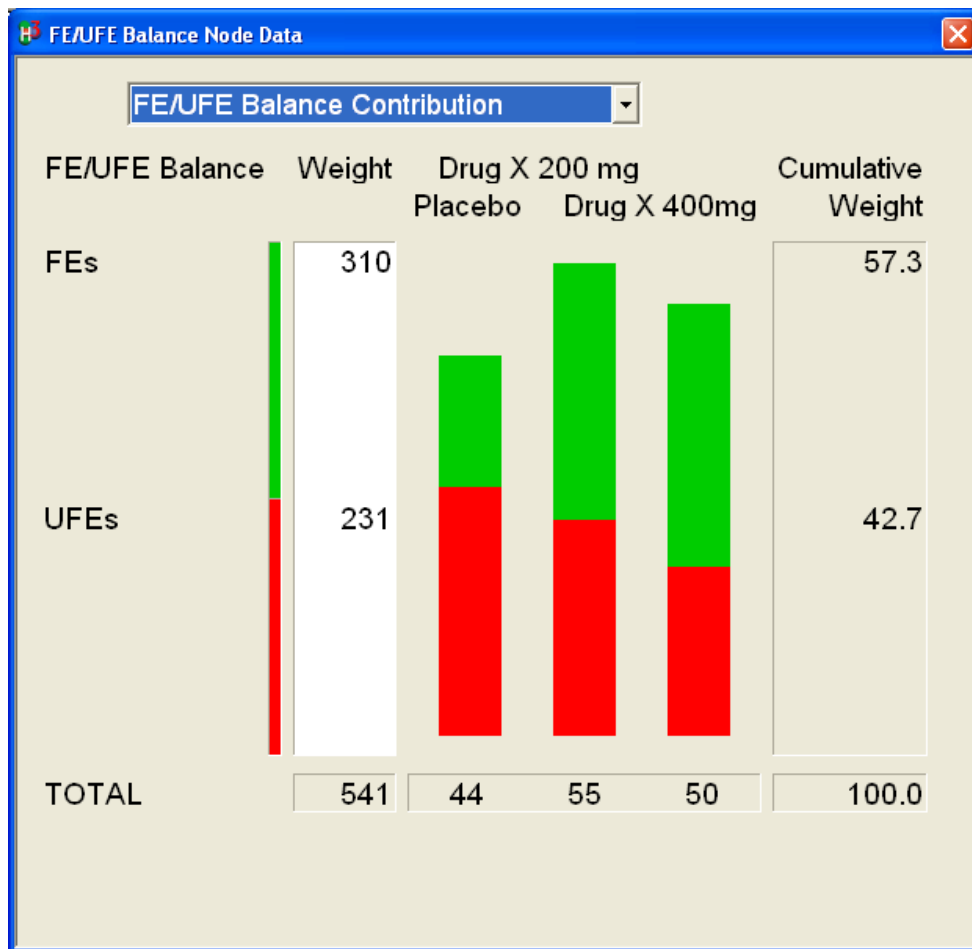 FE/UFE Balance Node Data
FE/UFE Balance Contribution
FE/UFE Balance Weight Drug X 200 mg Cumulative
Placebo Drug X 400mg Weight
FEs 310 57.3
UFEs 231 42.7
TOTAL 541 44 55 50 100.0